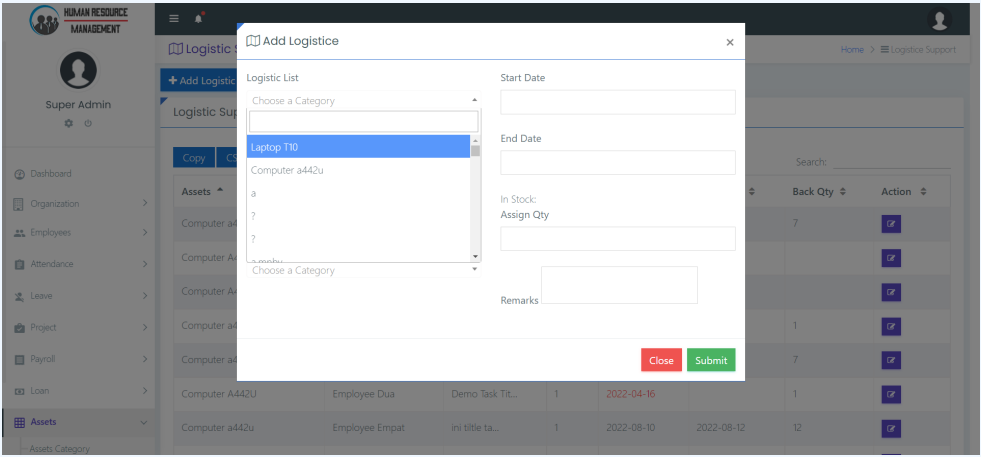 HUMAN RESOURCE
MANAGEMENT
Super Admin
Dashboard
Organization
Employees
Attendance
Leave
Project
Payroll
Loan
Assets
Assets Category
Logistic
Home > Logistice Support
Add Logistic
Logistic Sup
Copy
CS
Search:
Assets
Back Qty
Action
Computer a4
7
Computer A
Computer A
Computer a4
1
Computer a4
7
Computer A442U
Employee Dua
Demo Task Tit...
1
2022-04-16
1
Computer a442u
Employee Empat
ini tiltle ta...
1
2022-08-10
2022-08-12
12
Add Logistice
×
Logistic List
Choose a Category
Laptop T10
Computer a442u
a
?
?
Choose a Category
Start Date
End Date
In Stock:
Assign Qty
Remarks
Close
Submit